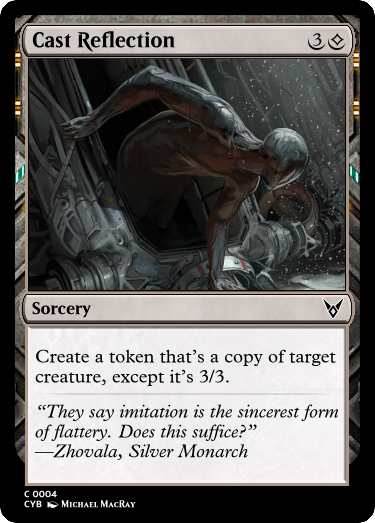 Cast Reflection 3
Sorcery
Create a token that's a copy of target
creature, except it's 3/3.
“They say imitation is the sincerest form
of flattery. Does this suffice?”
—Zhovala, Silver Monarch
C 0004
CYB Michael MacRay